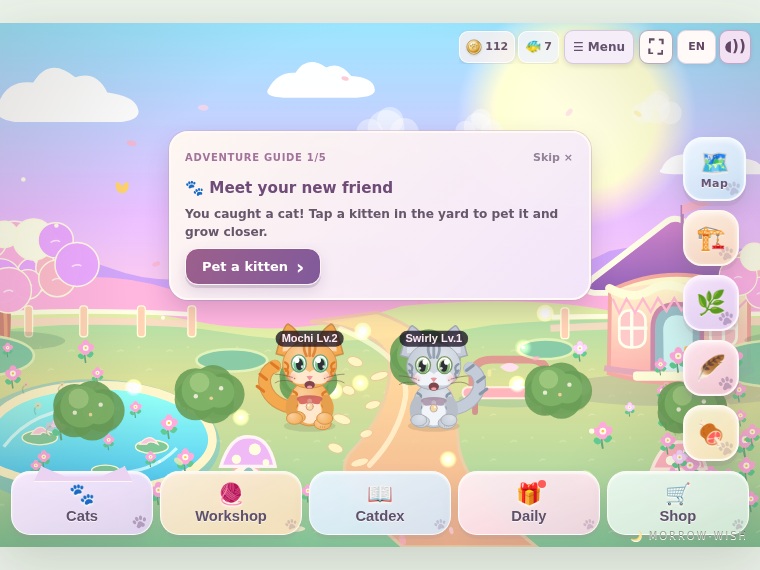 112
7
☰ Menu
EN
ADVENTURE GUIDE 1/5
Skip ×
🐾 Meet your new friend
You caught a cat! Tap a kitten in the yard to pet it and
grow closer.
Pet a kitten ›
Map
Mochi Lv.2
Swirly Lv.1
Cats
Workshop
Catdex
Daily
Shop
MORROW·WISH